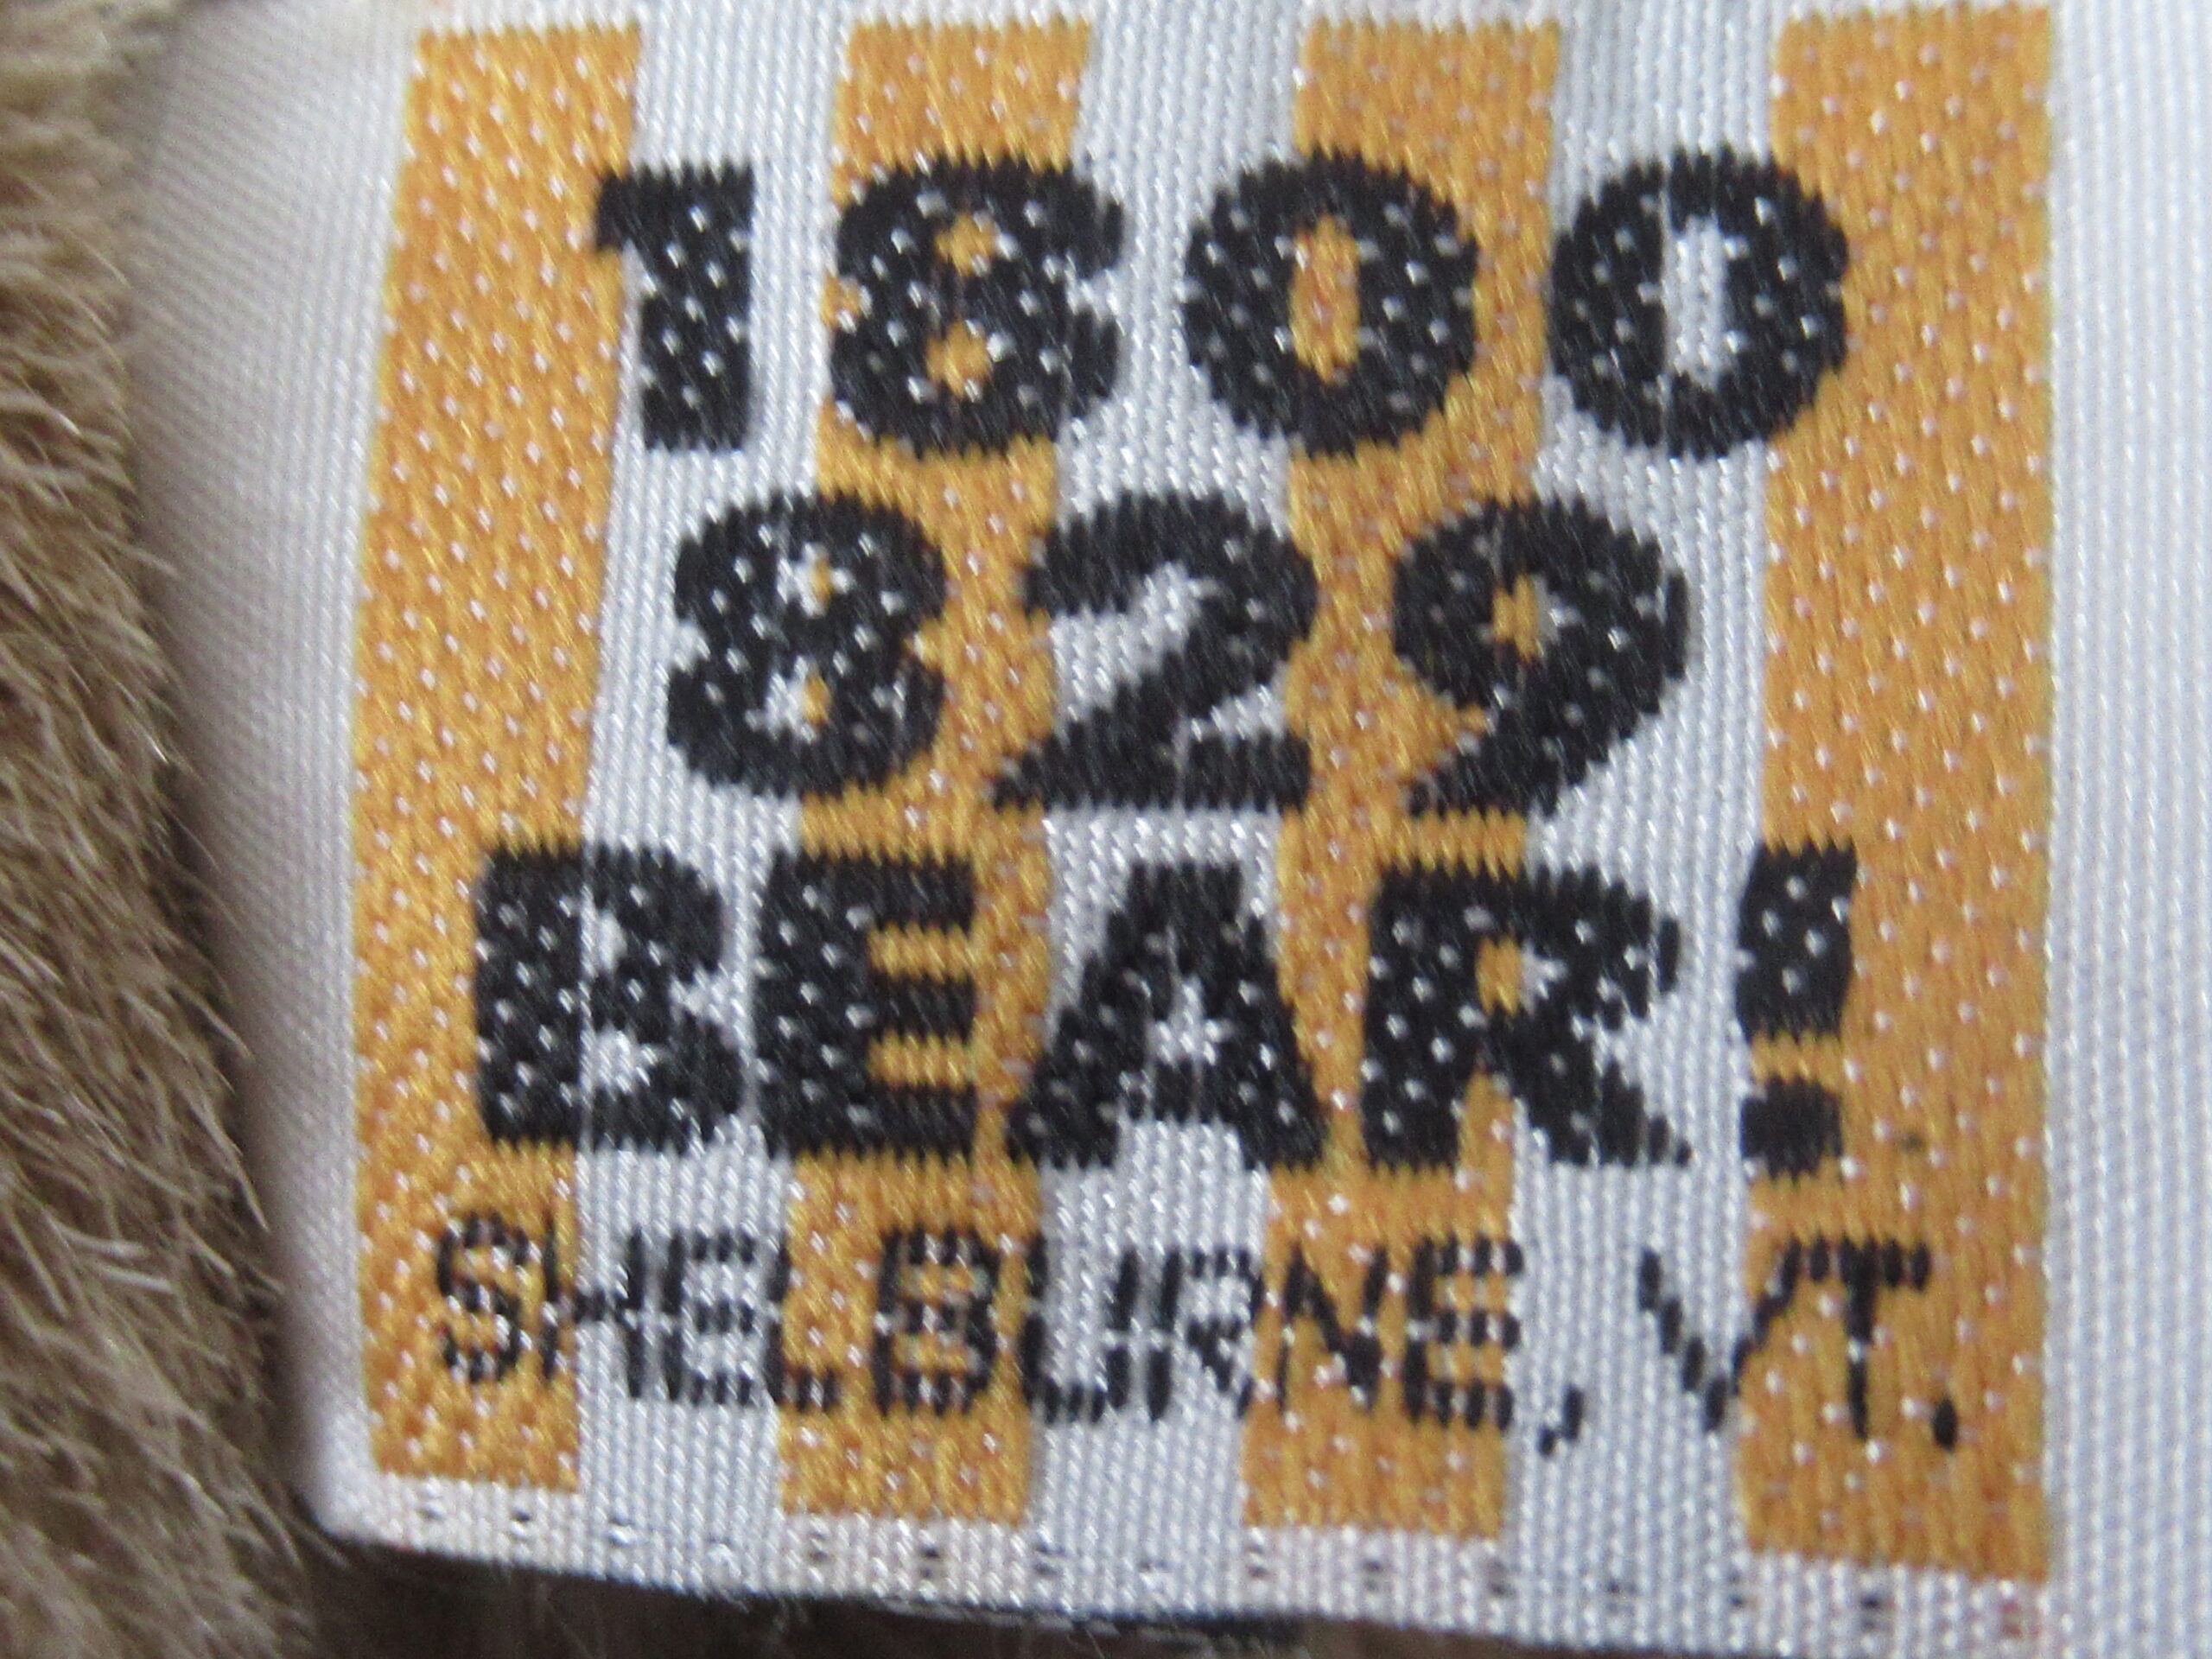 1800
829
BEAR!
SHELBURNE, VT.